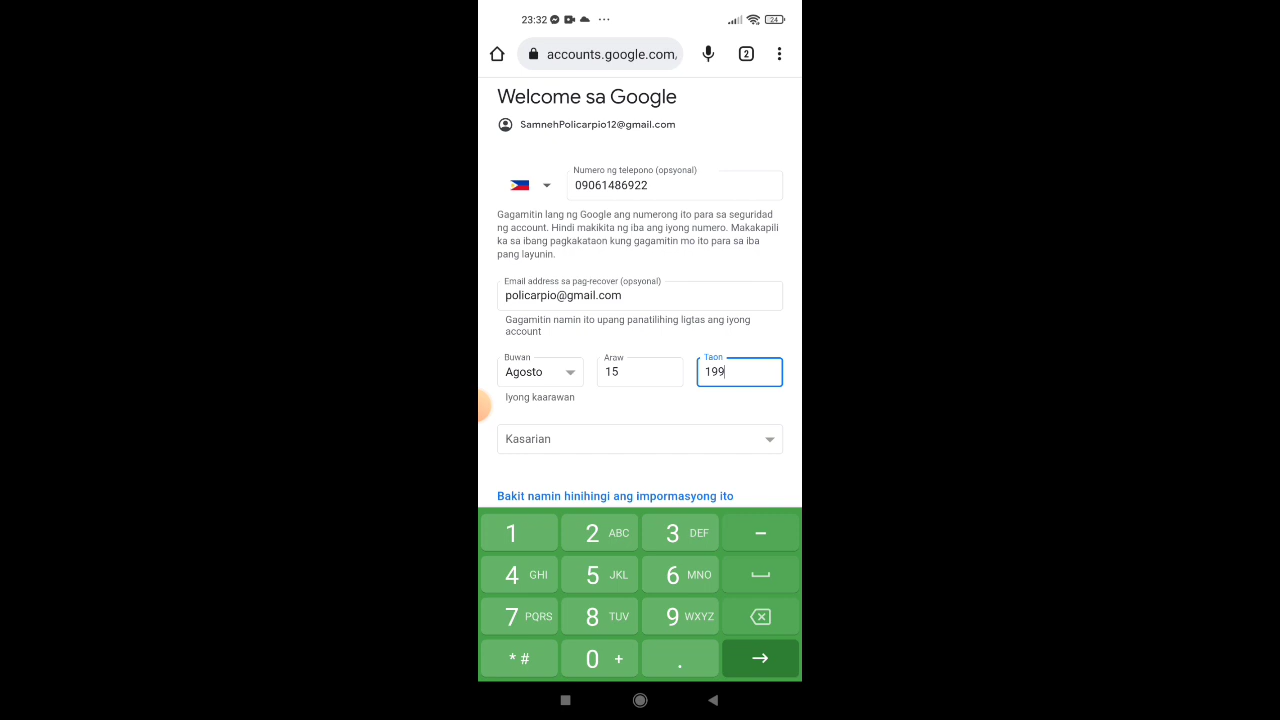 23:32
24
accounts.google.com,
2
Welcome sa Google
SamnehPolicarpio12@gmail.com
Numero ng telepono (opsyonal)
09061486922
Gagamitin lang ng Google ang numerong ito para sa seguridad
ng account. Hindi makikita ng iba ang iyong numero. Makakapili
ka sa ibang pagkakataon kung gagamitin mo ito para sa iba
pang layunin.
Email address sa pag-recover (opsyonal)
policarpio@gmail.com
Gagamitin namin ito upang panatilihing ligtas ang iyong
account
Buwan Araw Taon
Agosto 15 199
Iyong kaarawan
Kasarian
Bakit namin hinihingi ang impormasyong ito
1 2 ABC 3 DEF –
4 GHI 5 JKL 6 MNO
7 PQRS 8 TUV 9 WXYZ
* # 0 + .